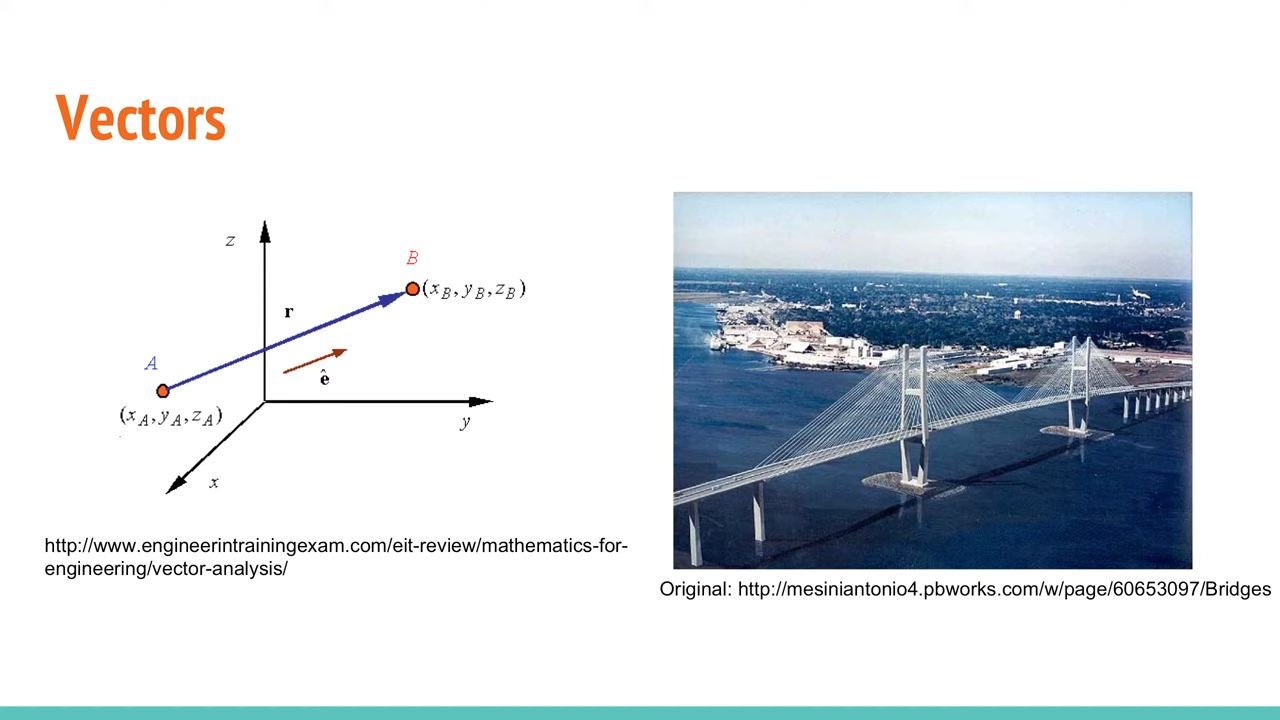 Vectors
z
B
(x_B, y_B, z_B)
r
A
ê
(x_A, y_A, z_A)
y
x
http://www.engineerintrainingexam.com/eit-review/mathematics-for-
engineering/vector-analysis/
Original: http://mesiniantonio4.pbworks.com/w/page/60653097/Bridges